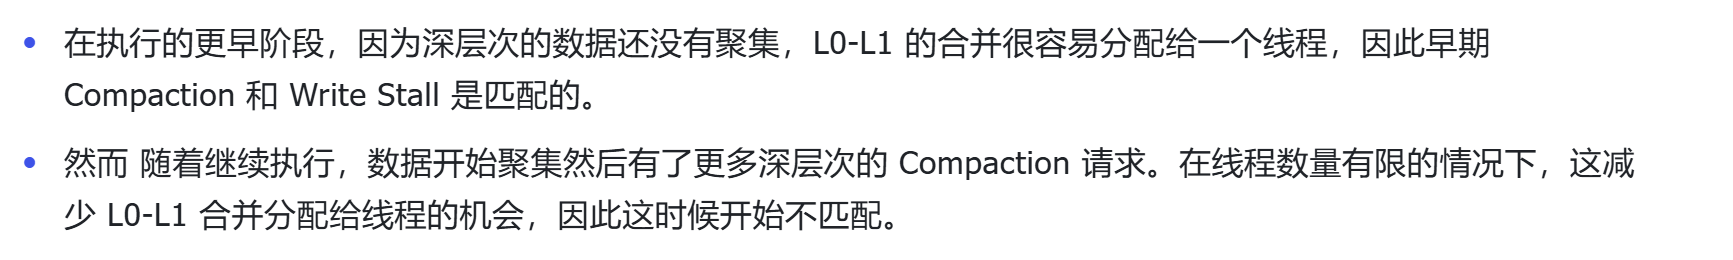 在执行的更早阶段，因为深层次的数据还没有聚集，L0-L1 的合并很容易分配给一个线程，因此早期
Compaction 和 Write Stall 是匹配的。
然而 随着继续执行，数据开始聚集然后有了更多深层次的 Compaction 请求。在线程数量有限的情况下，这减
少 L0-L1 合并分配给线程的机会，因此这时候开始不匹配。